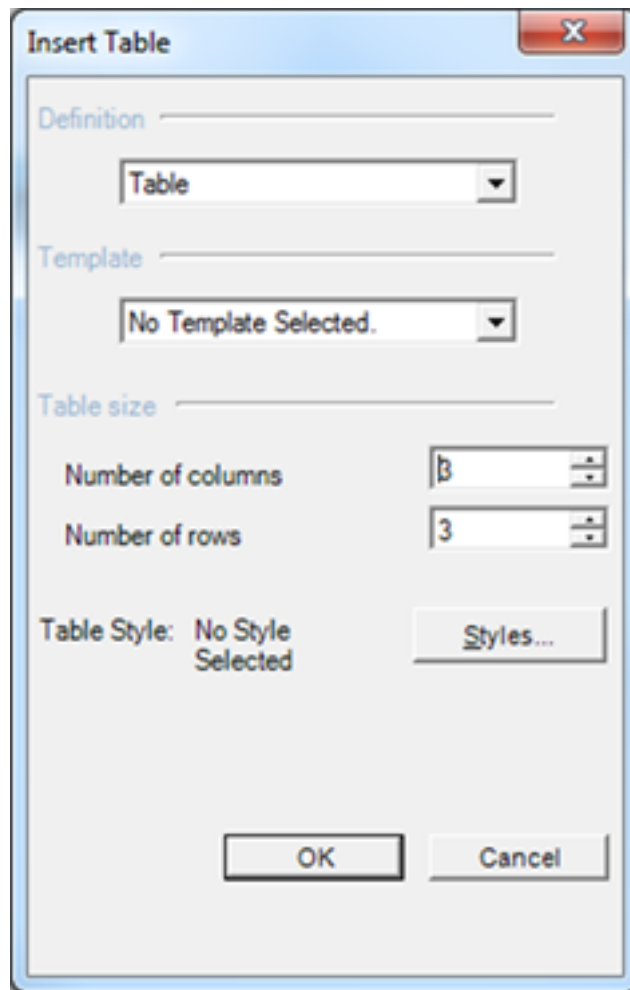 Insert Table
Definition
Table
Template
No Template Selected.
Table size
Number of columns 3
Number of rows 3
Table Style: No Style Styles...
Selected
OK Cancel